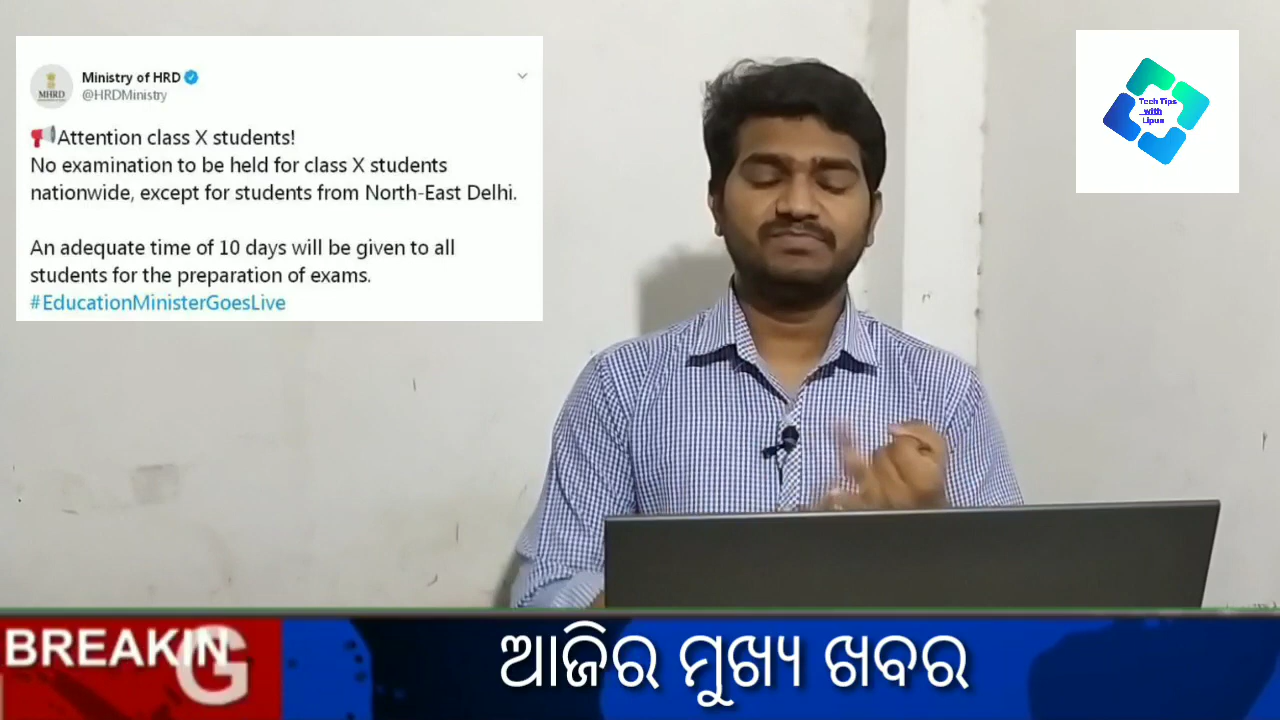 MHRD
Ministry of HRD
@HRDMinistry
📢Attention class X students!
No examination to be held for class X students
nationwide, except for students from North-East Delhi.
An adequate time of 10 days will be given to all
students for the preparation of exams.
#EducationMinisterGoesLive
Tech Tips
with
Lipun
BREAKING
ଆଜିର ମୁଖ୍ୟ ଖବର